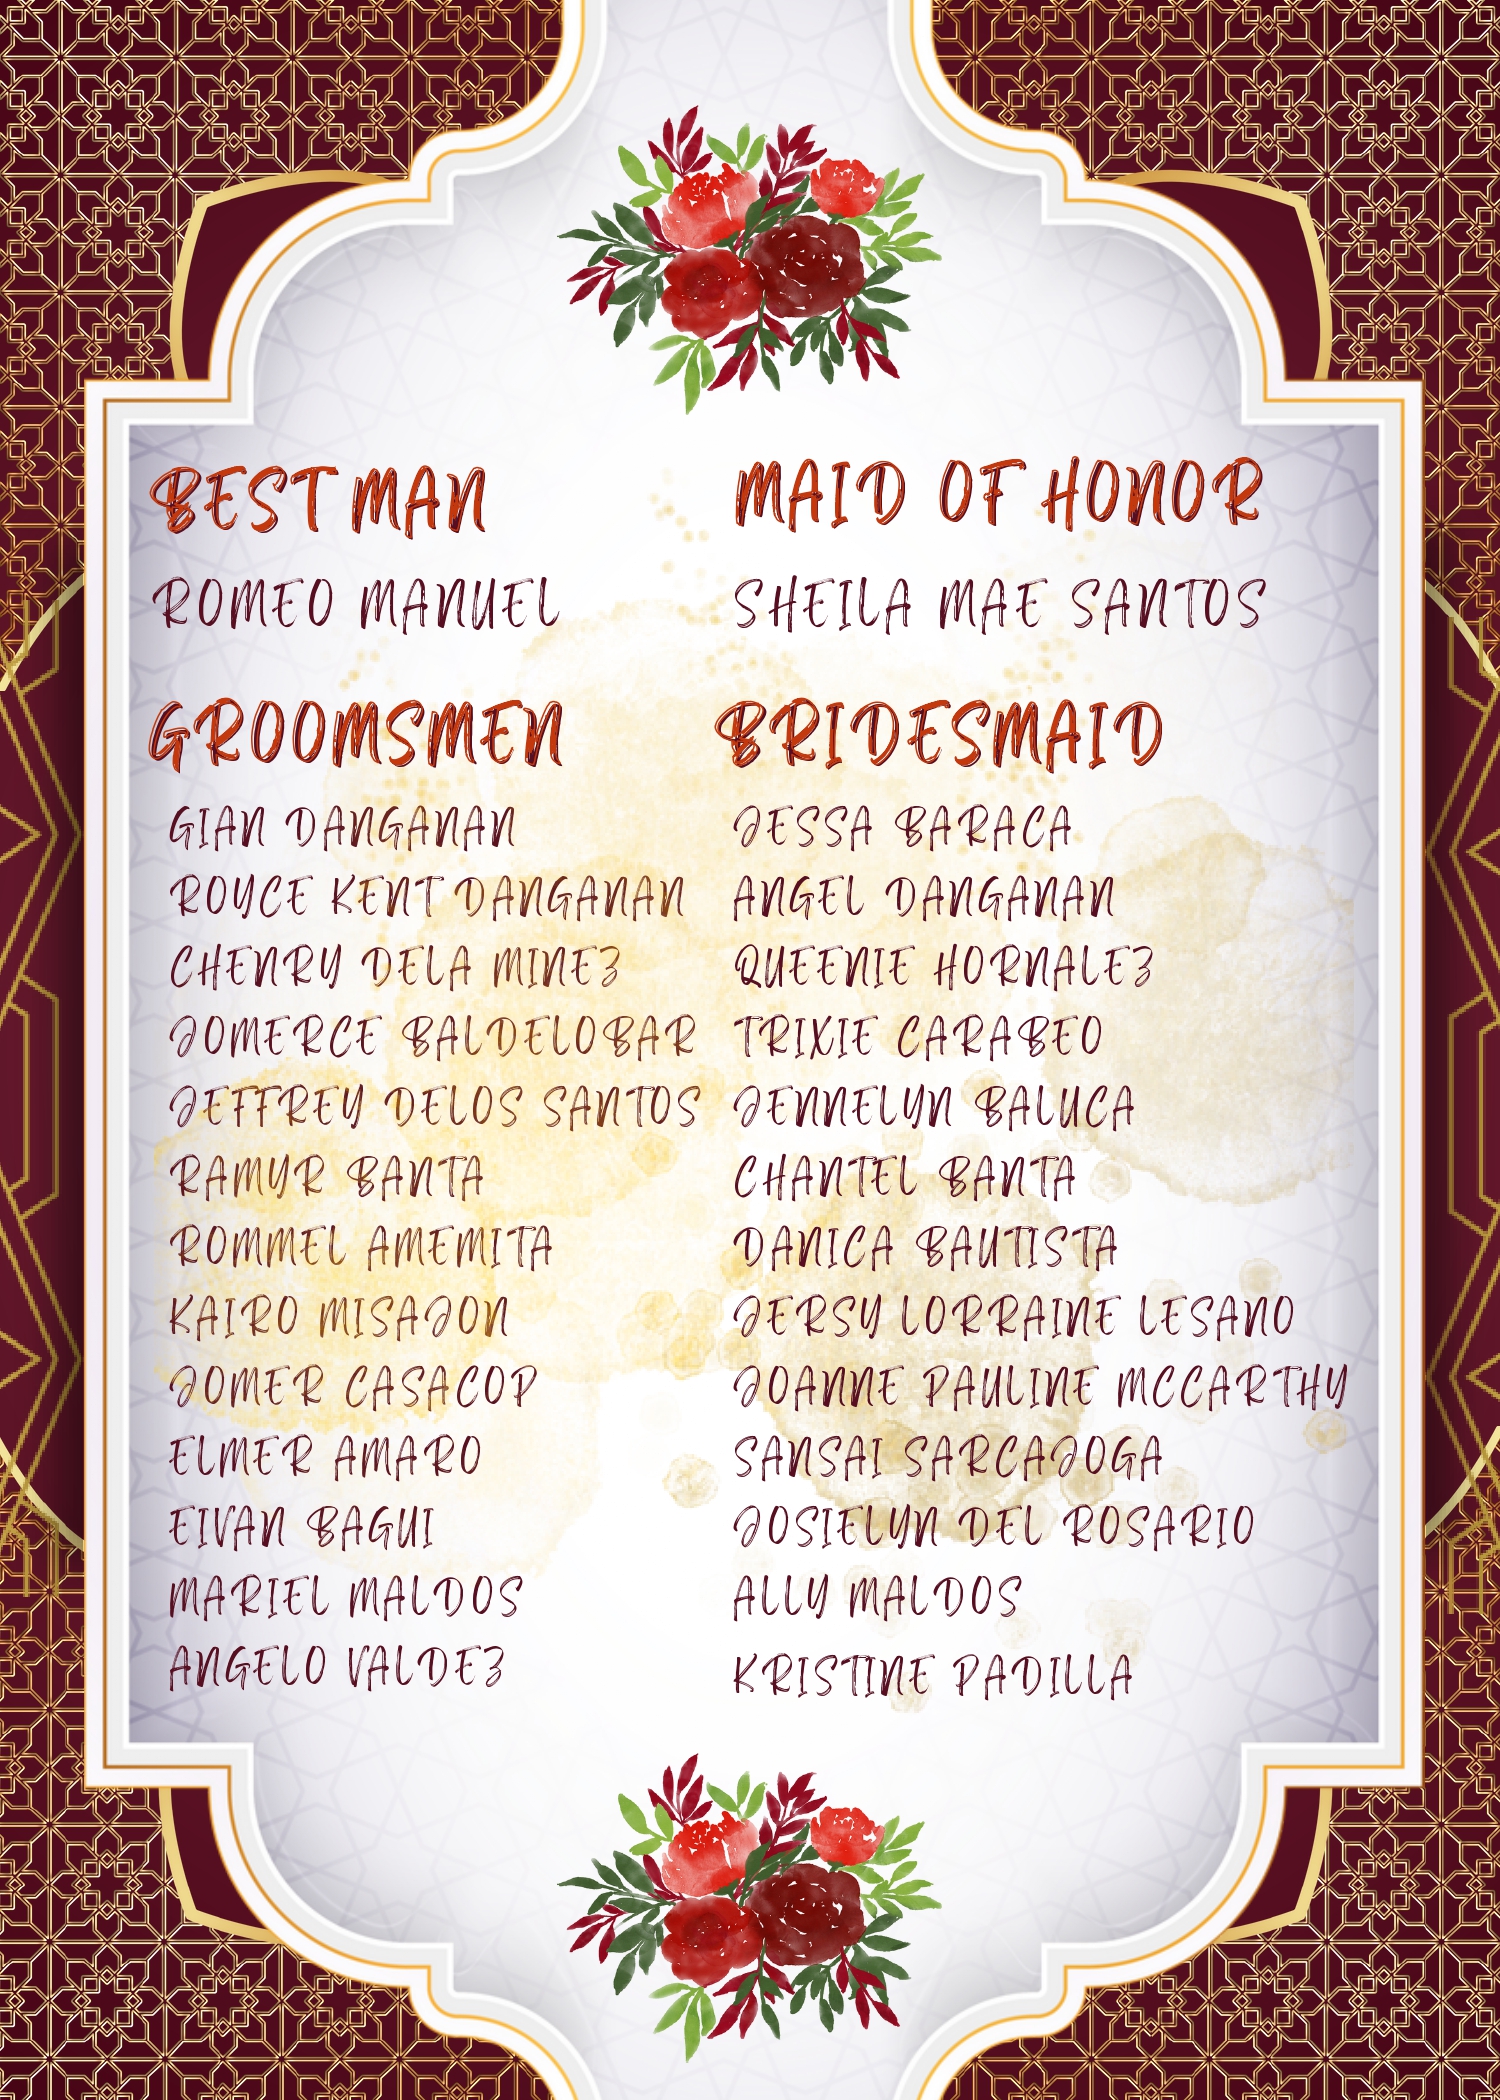 BEST MAN
ROMEO MANUEL
MAID OF HONOR
SHEILA MAE SANTOS
GROOMSMEN
GIAN DANGANAN
ROYCE KENT DANGANAN
CHENRY DELA MINEZ
JOMERCE BALDELOBAR
JEFFREY DELOS SANTOS
RAMYR BANTA
ROMMEL AMEMITA
KAIRO MISAJON
JOMER CASACOP
ELMER AMARO
EIVAN BAGUI
MARIEL MALDOS
ANGELO VALDEZ
BRIDESMAID
JESSA BARACA
ANGEL DANGANAN
QUEENIE HORNALEZ
TRIXIE CARABEO
JENNELYN BALUCA
CHANTEL BANTA
DANICA BAUTISTA
JERSY LORRAINE LESANO
JOANNE PAULINE MCCARTHY
SANSAI SARCAJOGA
JOSIELYN DEL ROSARIO
ALLY MALDOS
KRISTINE PADILLA